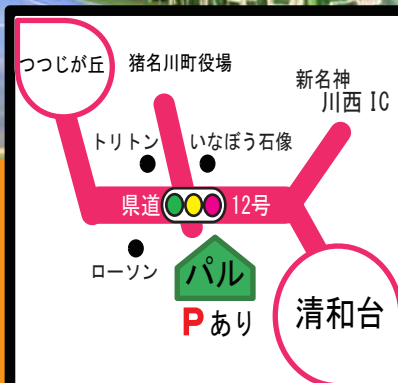 つつじが丘
猪名川町役場
新名神
川西 IC
トリトン
いなぼう石像
県道
12号
ローソン
パル
Pあり
清和台